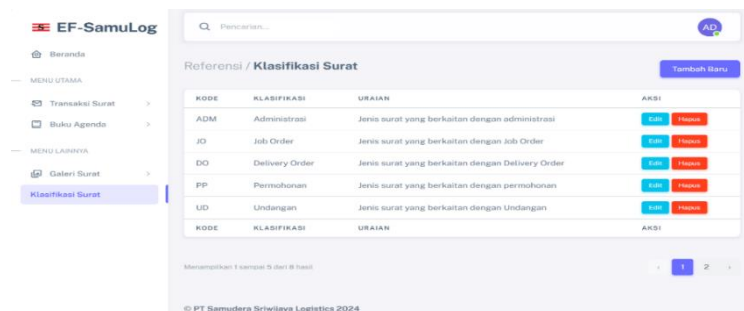 EF-SamuLog
Pencarian...
AD
Beranda
MENU UTAMA
Transaksi Surat
Buku Agenda
MENU LAINNYA
Galeri Surat
Klasifikasi Surat
Referensi / Klasifikasi Surat
Tambah Baru
KODE KLASIFIKASI URAIAN AKSI
ADM Administrasi Jenis surat yang berkaitan dengan administrasi Edit Hapus
JO Job Order Jenis surat yang berkaitan dengan Job Order Edit Hapus
DO Delivery Order Jenis surat yang berkaitan dengan Delivery Order Edit Hapus
PP Permohonan Jenis surat yang berkaitan dengan permohonan Edit Hapus
UD Undangan Jenis surat yang berkaitan dengan Undangan Edit Hapus
KODE KLASIFIKASI URAIAN AKSI
Menampilkan 1 sampai 5 dari 8 hasil
‹ 1 2 ›
© PT Samudera Sriwijaya Logistics 2024